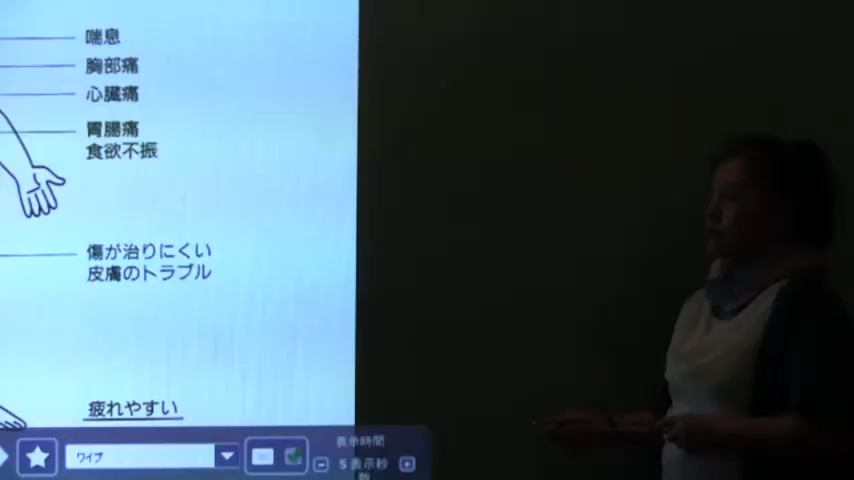 喘息
胸部痛
心臓痛
胃腸痛
食欲不振
傷が治りにくい
皮膚のトラブル
疲れやすい
ワイプ
表示時間
5 表示秒
数